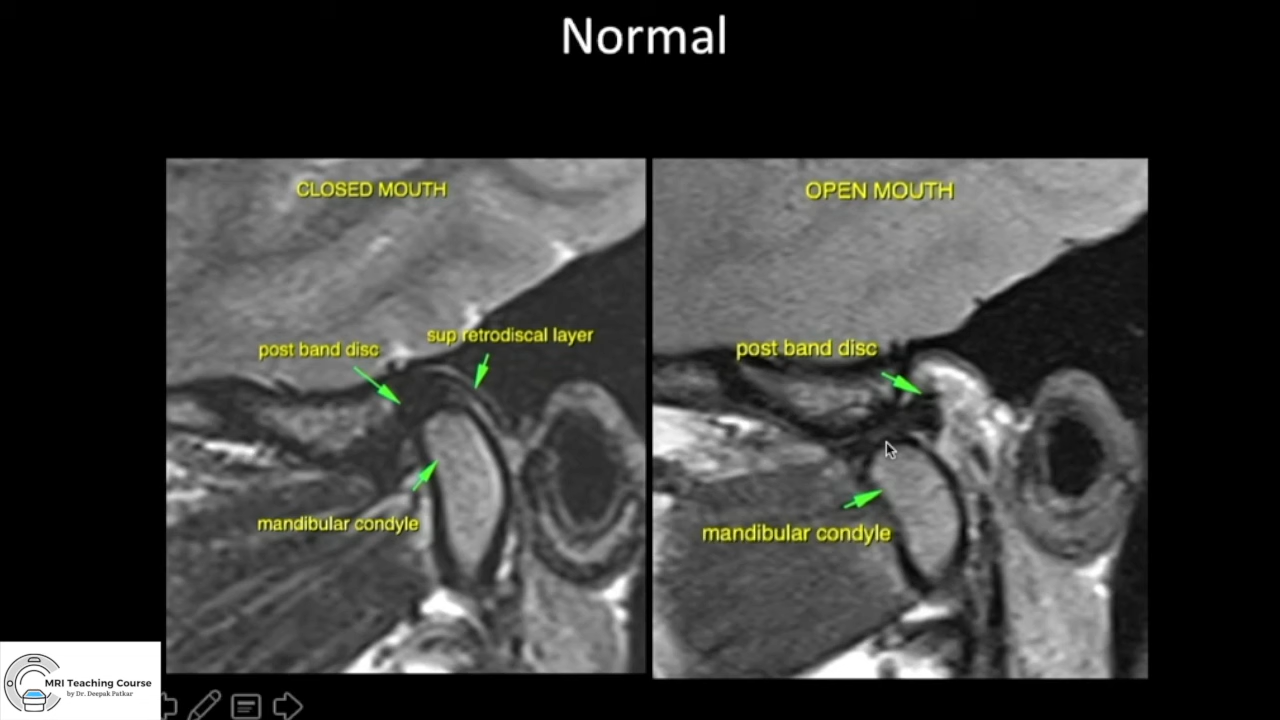 Normal
CLOSED MOUTH
OPEN MOUTH
post band disc
sup retrodiscal layer
mandibular condyle
post band disc
mandibular condyle
MRI Teaching Course
by Dr. Deepak Patkar